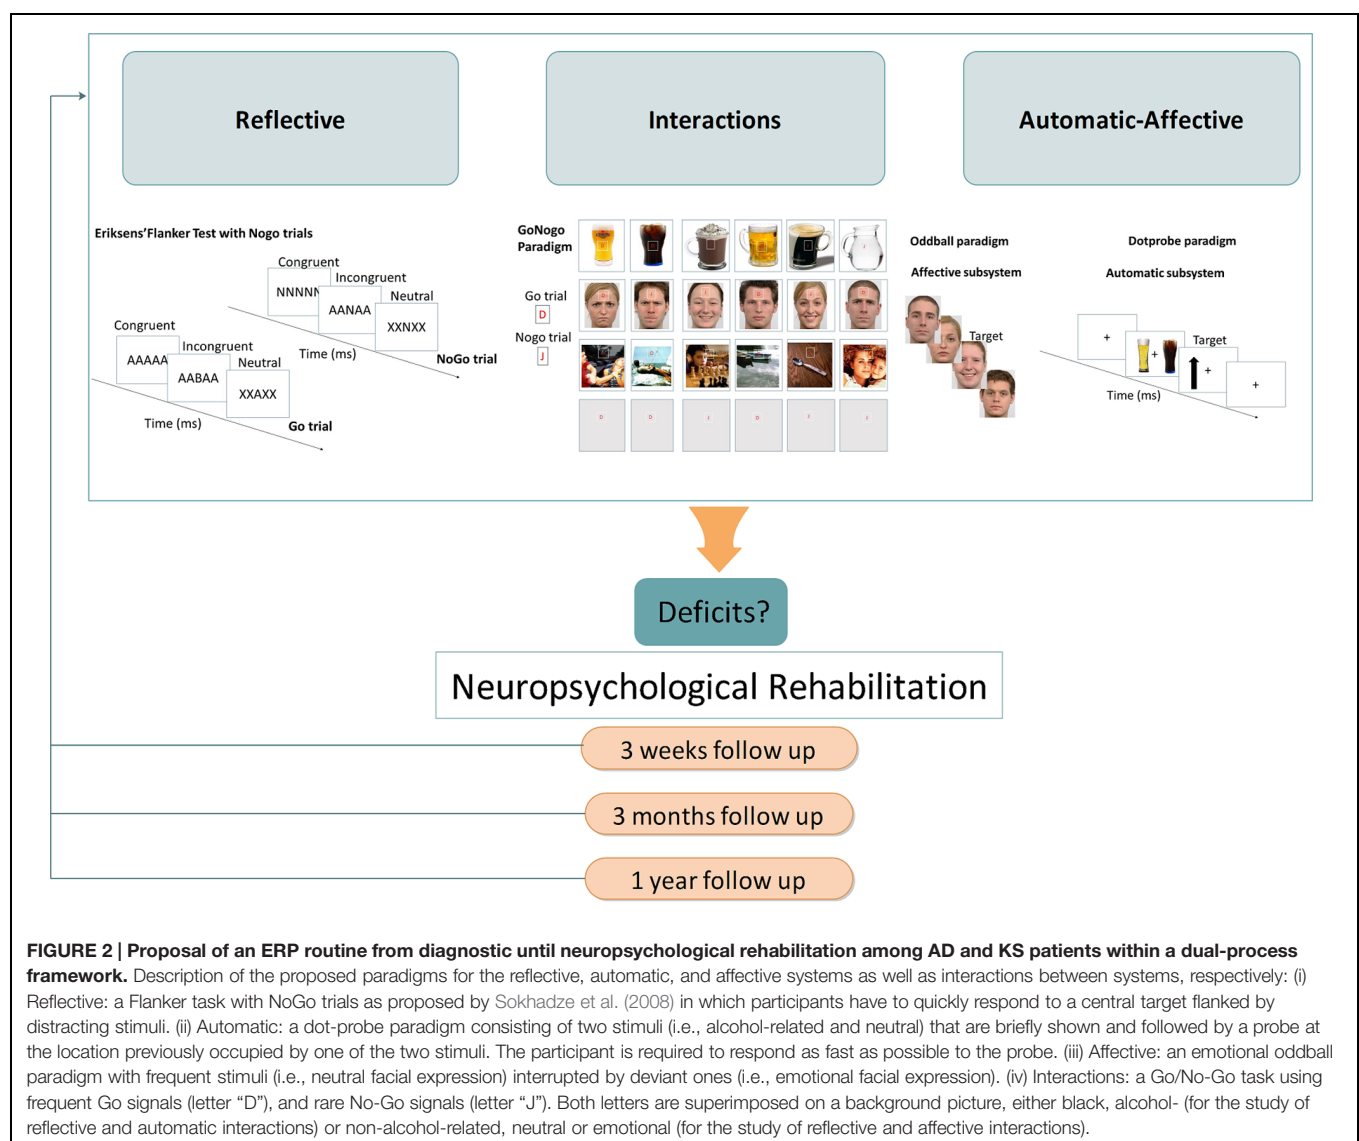 Reflective
Interactions
Automatic-Affective
Eriksens'Flanker Test with Nogo trials
Congruent
NNNNN
Incongruent
AANAA
Neutral
XXNXX
Time (ms)
NoGo trial
Congruent
AAAAA
Incongruent
AABAA
Neutral
XXAXX
Time (ms)
Go trial
GoNogo
Paradigm
Go trial
D
Nogo trial
J
D
D
J
D
J
J
Oddball paradigm
Affective subsystem
Target
Dotprobe paradigm
Automatic subsystem
+
+
Target
+
+
Time (ms)
Deficits?
Neuropsychological Rehabilitation
3 weeks follow up
3 months follow up
1 year follow up
FIGURE 2 | Proposal of an ERP routine from diagnostic until neuropsychological rehabilitation among AD and KS patients within a dual-process
framework. Description of the proposed paradigms for the reflective, automatic, and affective systems as well as interactions between systems, respectively: (i)
Reflective: a Flanker task with NoGo trials as proposed by Sokhadze et al. (2008) in which participants have to quickly respond to a central target flanked by
distracting stimuli. (ii) Automatic: a dot-probe paradigm consisting of two stimuli (i.e., alcohol-related and neutral) that are briefly shown and followed by a probe at
the location previously occupied by one of the two stimuli. The participant is required to respond as fast as possible to the probe. (iii) Affective: an emotional oddball
paradigm with frequent stimuli (i.e., neutral facial expression) interrupted by deviant ones (i.e., emotional facial expression). (iv) Interactions: a Go/No-Go task using
frequent Go signals (letter “D”), and rare No-Go signals (letter “J”). Both letters are superimposed on a background picture, either black, alcohol- (for the study of
reflective and automatic interactions) or non-alcohol-related, neutral or emotional (for the study of reflective and affective interactions).